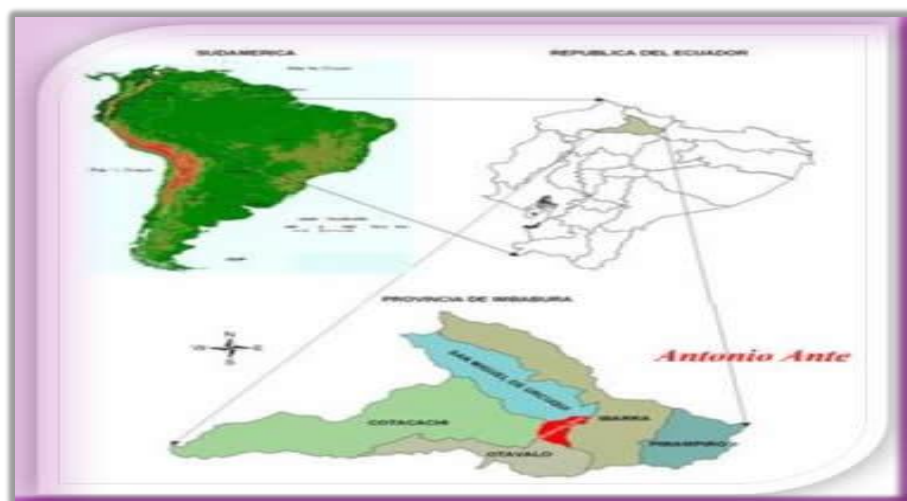 SUDAMERICA
REPUBLICA DEL ECUADOR
PROVINCIA DE IMBABURA
N
W E
S
Antonio Ante
SAN MIGUEL DE URCUQUI
IBARRA
COTACACHI
PIMAMPIRO
OTAVALO